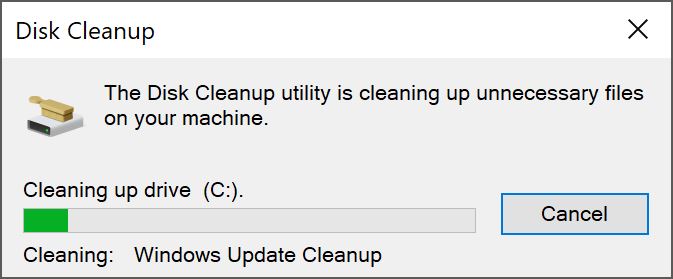 Disk Cleanup
The Disk Cleanup utility is cleaning up unnecessary files
on your machine.
Cleaning up drive  (C:).
Cancel
Cleaning:   Windows Update Cleanup